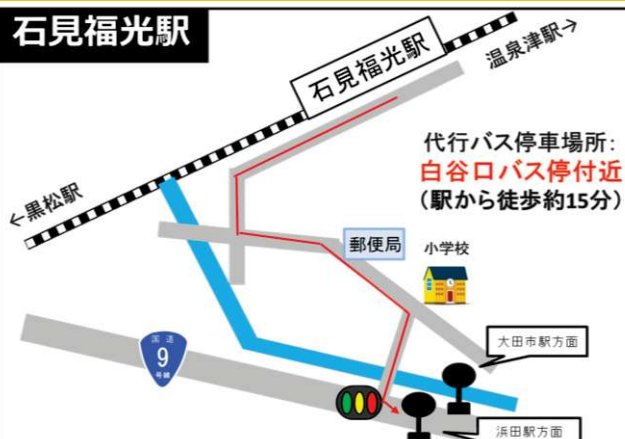 石見福光駅
石見福光駅
温泉津駅→
代行バス停車場所:
白谷口バス停付近
(駅から徒歩約15分)
←黒松駅
郵便局
小学校
国道
9
号線
大田市駅方面
浜田駅方面